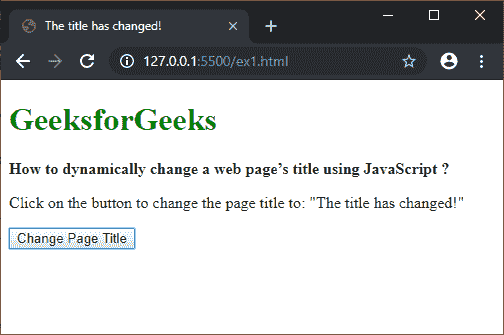 The title has changed!
127.0.0.1:5500/ex1.html
GeeksforGeeks
How to dynamically change a web page’s title using JavaScript ?
Click on the button to change the page title to: "The title has changed!"
Change Page Title